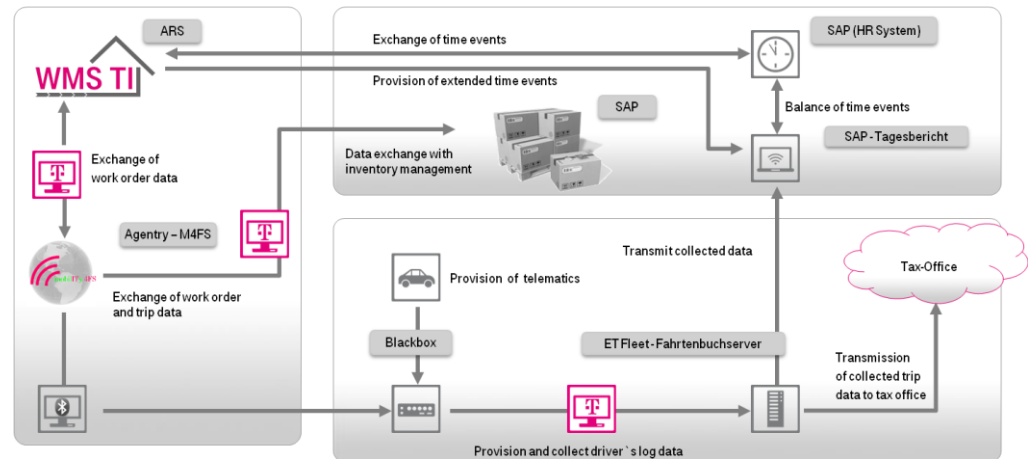 ARS
WMS TI
Exchange of time events
SAP (HR System)
Provision of extended time events
Balance of time events
SAP
SAP-Tagesbericht
Data exchange with
inventory management
Exchange of
work order data
T
Agentry – M4FS
T
Exchange of work order
and trip data
Transmit collected data
Tax-Office
Provision of telematics
Blackbox
ET Fleet-Fahrtenbuchserver
T
Transmission
of collected trip
data to tax office
Provision and collect driver`s log data